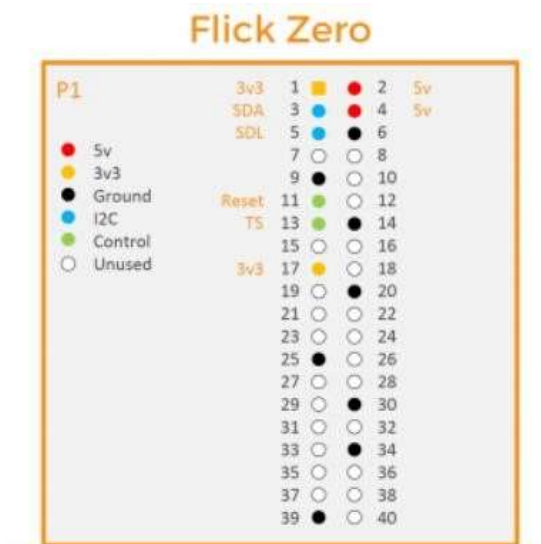 Flick Zero
P1 3v3 1 2 5v
SDA 3 4 5v
SDL 5 6
5v 7 8
3v3 9 10
Ground Reset 11 12
I2C TS 13 14
Control 15 16
Unused 3v3 17 18
19 20
21 22
23 24
25 26
27 28
29 30
31 32
33 34
35 36
37 38
39 40